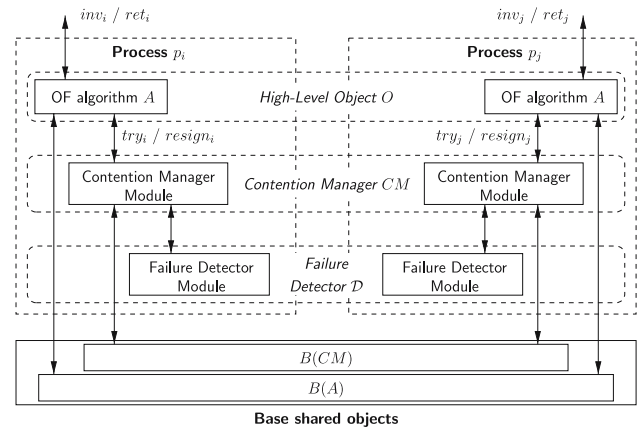 inv_i / ret_i
inv_j / ret_j
Process p_i
Process p_j
OF algorithm A
High-Level Object O
OF algorithm A
try_i / resign_i
try_j / resign_j
Contention Manager
Module
Contention Manager CM
Contention Manager
Module
Failure Detector
Module
Failure
Detector D
Failure Detector
Module
B(CM)
B(A)
Base shared objects